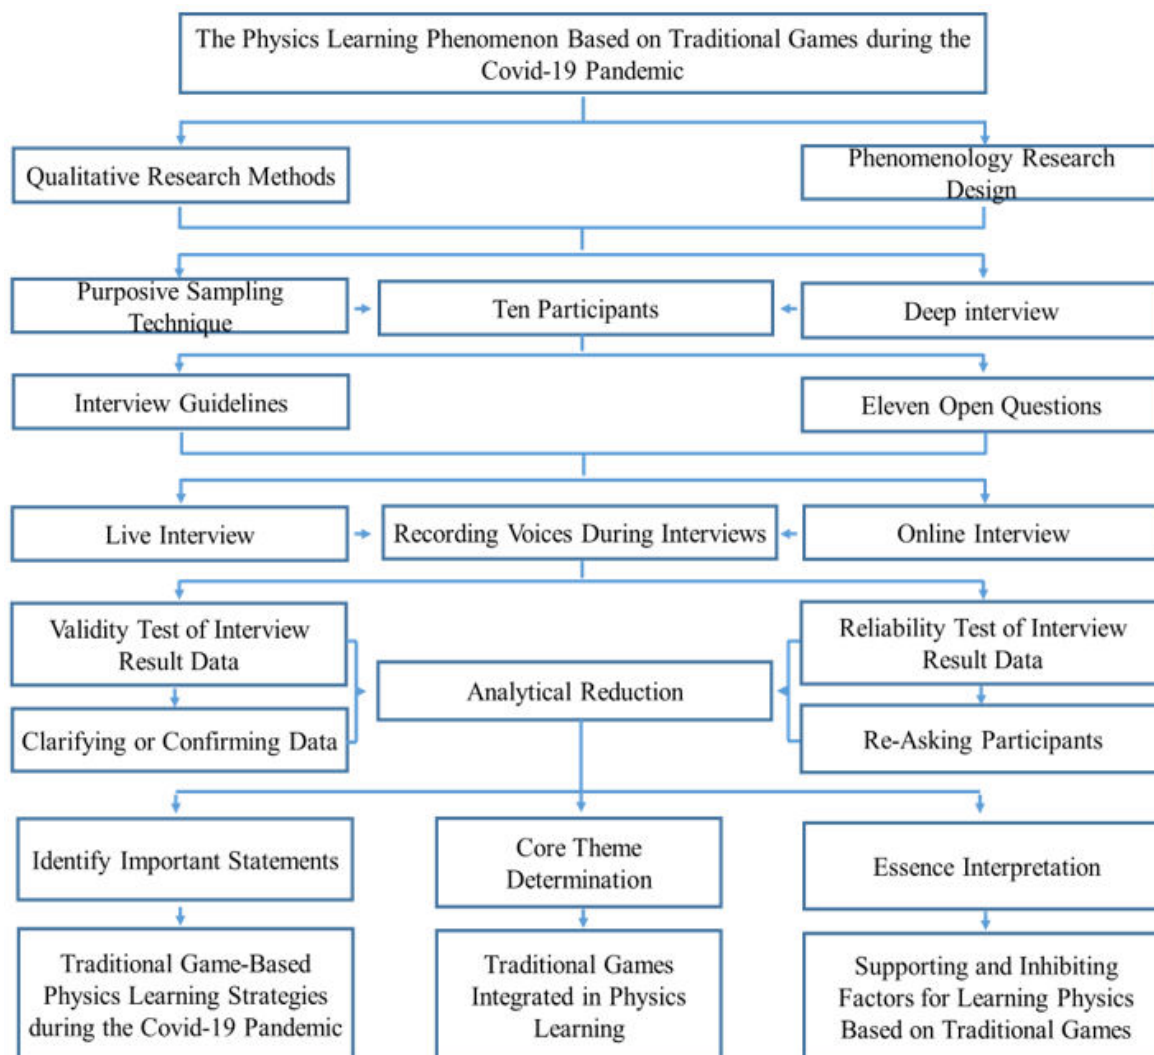 The Physics Learning Phenomenon Based on Traditional Games during the
Covid-19 Pandemic
Qualitative Research Methods
Phenomenology Research
Design
Purposive Sampling
Technique
Ten Participants
Deep interview
Interview Guidelines
Eleven Open Questions
Live Interview
Recording Voices During Interviews
Online Interview
Validity Test of Interview
Result Data
Reliability Test of Interview
Result Data
Analytical Reduction
Clarifying or Confirming Data
Re-Asking Participants
Identify Important Statements
Core Theme
Determination
Essence Interpretation
Traditional Game-Based
Physics Learning Strategies
during the Covid-19 Pandemic
Traditional Games
Integrated in Physics
Learning
Supporting and Inhibiting
Factors for Learning Physics
Based on Traditional Games